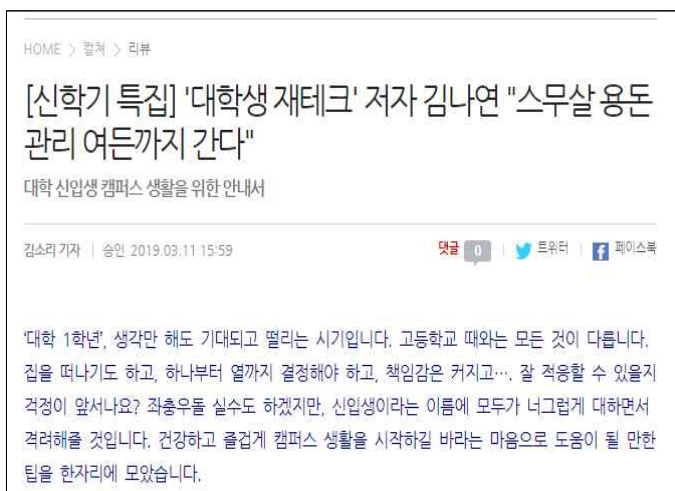 HOME > 컬쳐 > 리뷰
[신학기 특집] '대학생 재테크' 저자 김나연 "스무살 용돈
관리 여든까지 간다"
대학 신입생 캠퍼스 생활을 위한 안내서
김소리 기자 | 승인 2019.03.11 15:59 댓글 0 | 트위터 | 페이스북
'대학 1학년', 생각만 해도 기대되고 떨리는 시기입니다. 고등학교 때와는 모든 것이 다릅니다.
집을 떠나기도 하고, 하나부터 열까지 결정해야 하고, 책임감은 커지고…. 잘 적응할 수 있을지
걱정이 앞서나요? 좌충우돌 실수도 하겠지만, 신입생이라는 이름에 모두가 너그럽게 대하면서
격려해줄 것입니다. 건강하고 즐겁게 캠퍼스 생활을 시작하길 바라는 마음으로 도움이 될 만한
팁을 한자리에 모았습니다.